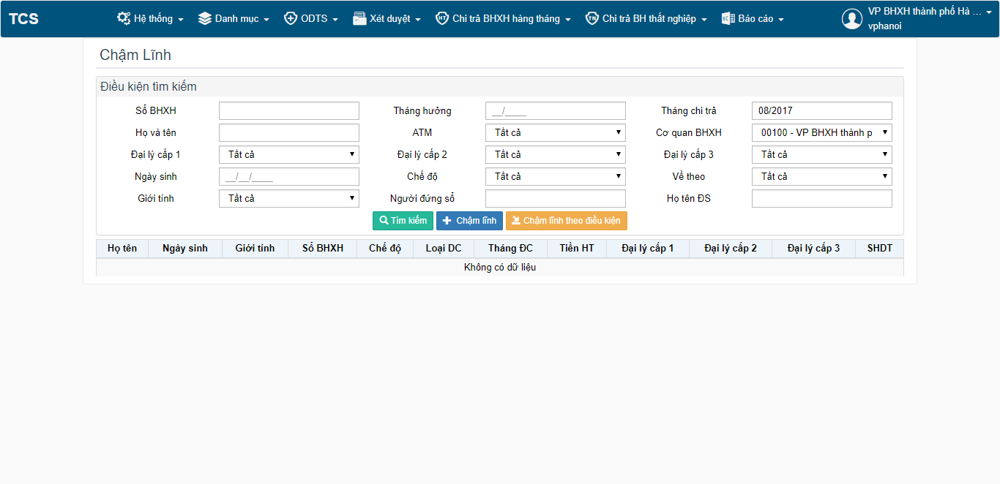 TCS Hệ thống Danh mục ODTS Xét duyệt Chi trả BHXH hàng tháng Chi trả BH thất nghiệp Báo cáo VP BHXH thành phố Hà ...
vphanoi
Chậm Lĩnh
Điều kiện tìm kiếm
Số BHXH Tháng hưởng __/____ Tháng chi trả 08/2017
Họ và tên ATM Tất cả Cơ quan BHXH 00100 - VP BHXH thành p
Đại lý cấp 1 Tất cả Đại lý cấp 2 Tất cả Đại lý cấp 3 Tất cả
Ngày sinh __/__/____ Chế độ Tất cả Về theo Tất cả
Giới tính Tất cả Người đứng sổ Họ tên ĐS
Tìm kiếm Chậm lĩnh Chậm lĩnh theo điều kiện
Họ tên Ngày sinh Giới tính Số BHXH Chế độ Loại DC Tháng ĐC Tiền HT Đại lý cấp 1 Đại lý cấp 2 Đại lý cấp 3 SHDT
Không có dữ liệu